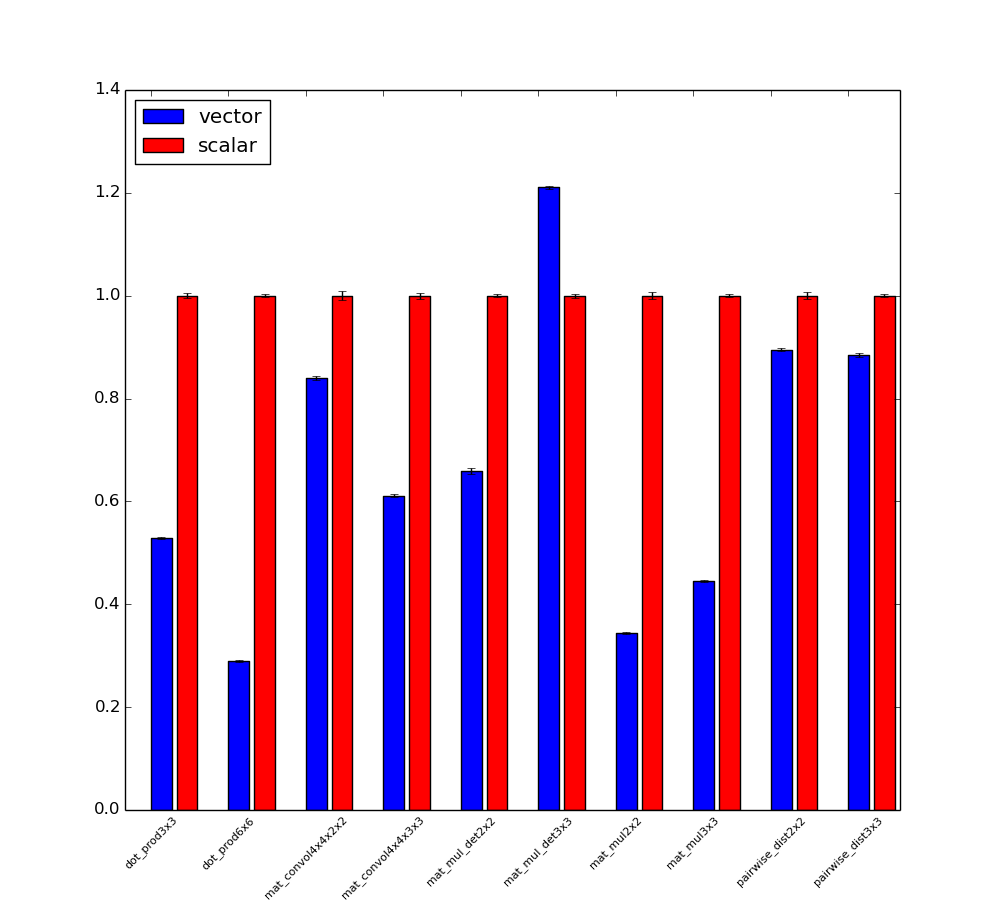 1.4
1.2
1.0
0.8
0.6
0.4
0.2
0.0
vector
scalar
dot_prod3x3
dot_prod6x6
mat_convol4x4x2x2
mat_convol4x4x3x3
mat_mul_det2x2
mat_mul_det3x3
mat_mul2x2
mat_mul3x3
pairwise_dist2x2
pairwise_dist3x3